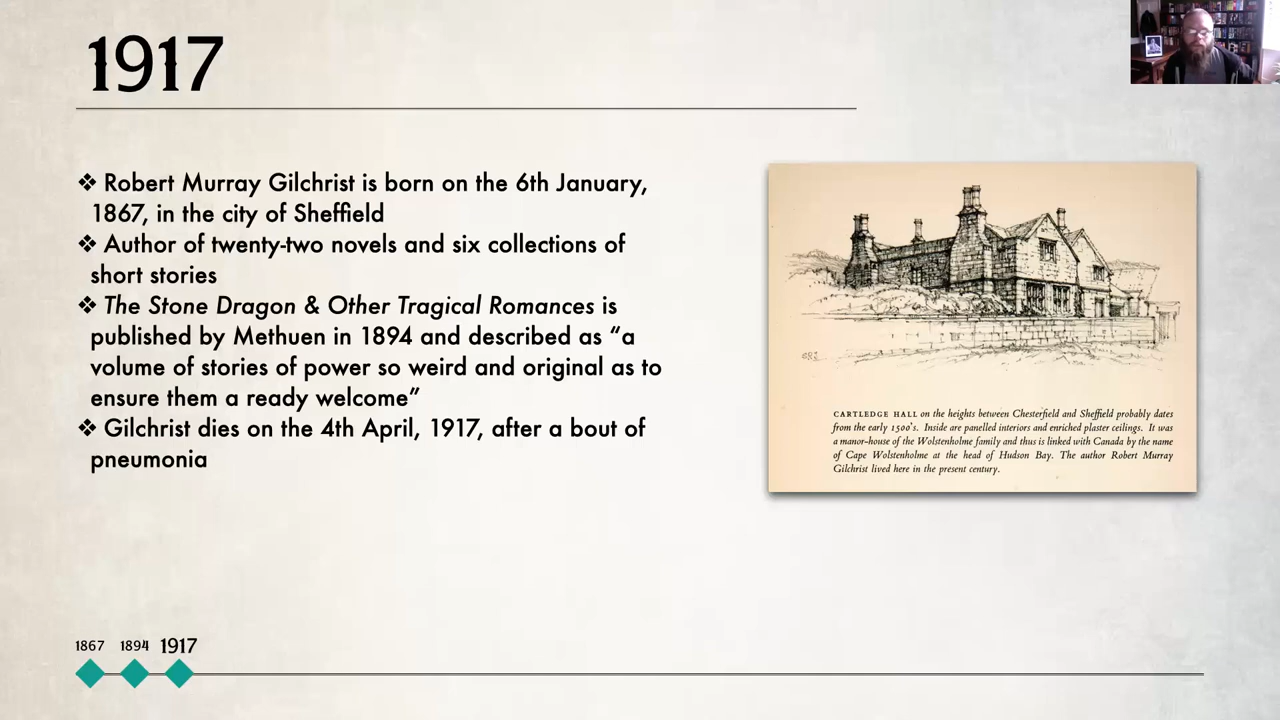 1917
❖ Robert Murray Gilchrist is born on the 6th January,
1867, in the city of Sheffield
❖ Author of twenty-two novels and six collections of
short stories
❖ The Stone Dragon & Other Tragical Romances is
published by Methuen in 1894 and described as “a
volume of stories of power so weird and original as to
ensure them a ready welcome”
❖ Gilchrist dies on the 4th April, 1917, after a bout of
pneumonia
CARTLEDGE HALL on the heights between Chesterfield and Sheffield probably dates
from the early 1500's. Inside are panelled interiors and enriched plaster ceilings. It was
a manor-house of the Wolstenholme family and thus is linked with Canada by the name
of Cape Wolstenholme at the head of Hudson Bay. The author Robert Murray
Gilchrist lived here in the present century.
1867 1894 1917